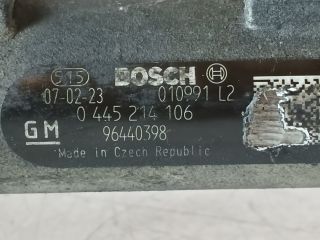 515 BOSCH
07-02-23 010991 L2
0 445 214 106
GM 96440398
Made in Czech Republic